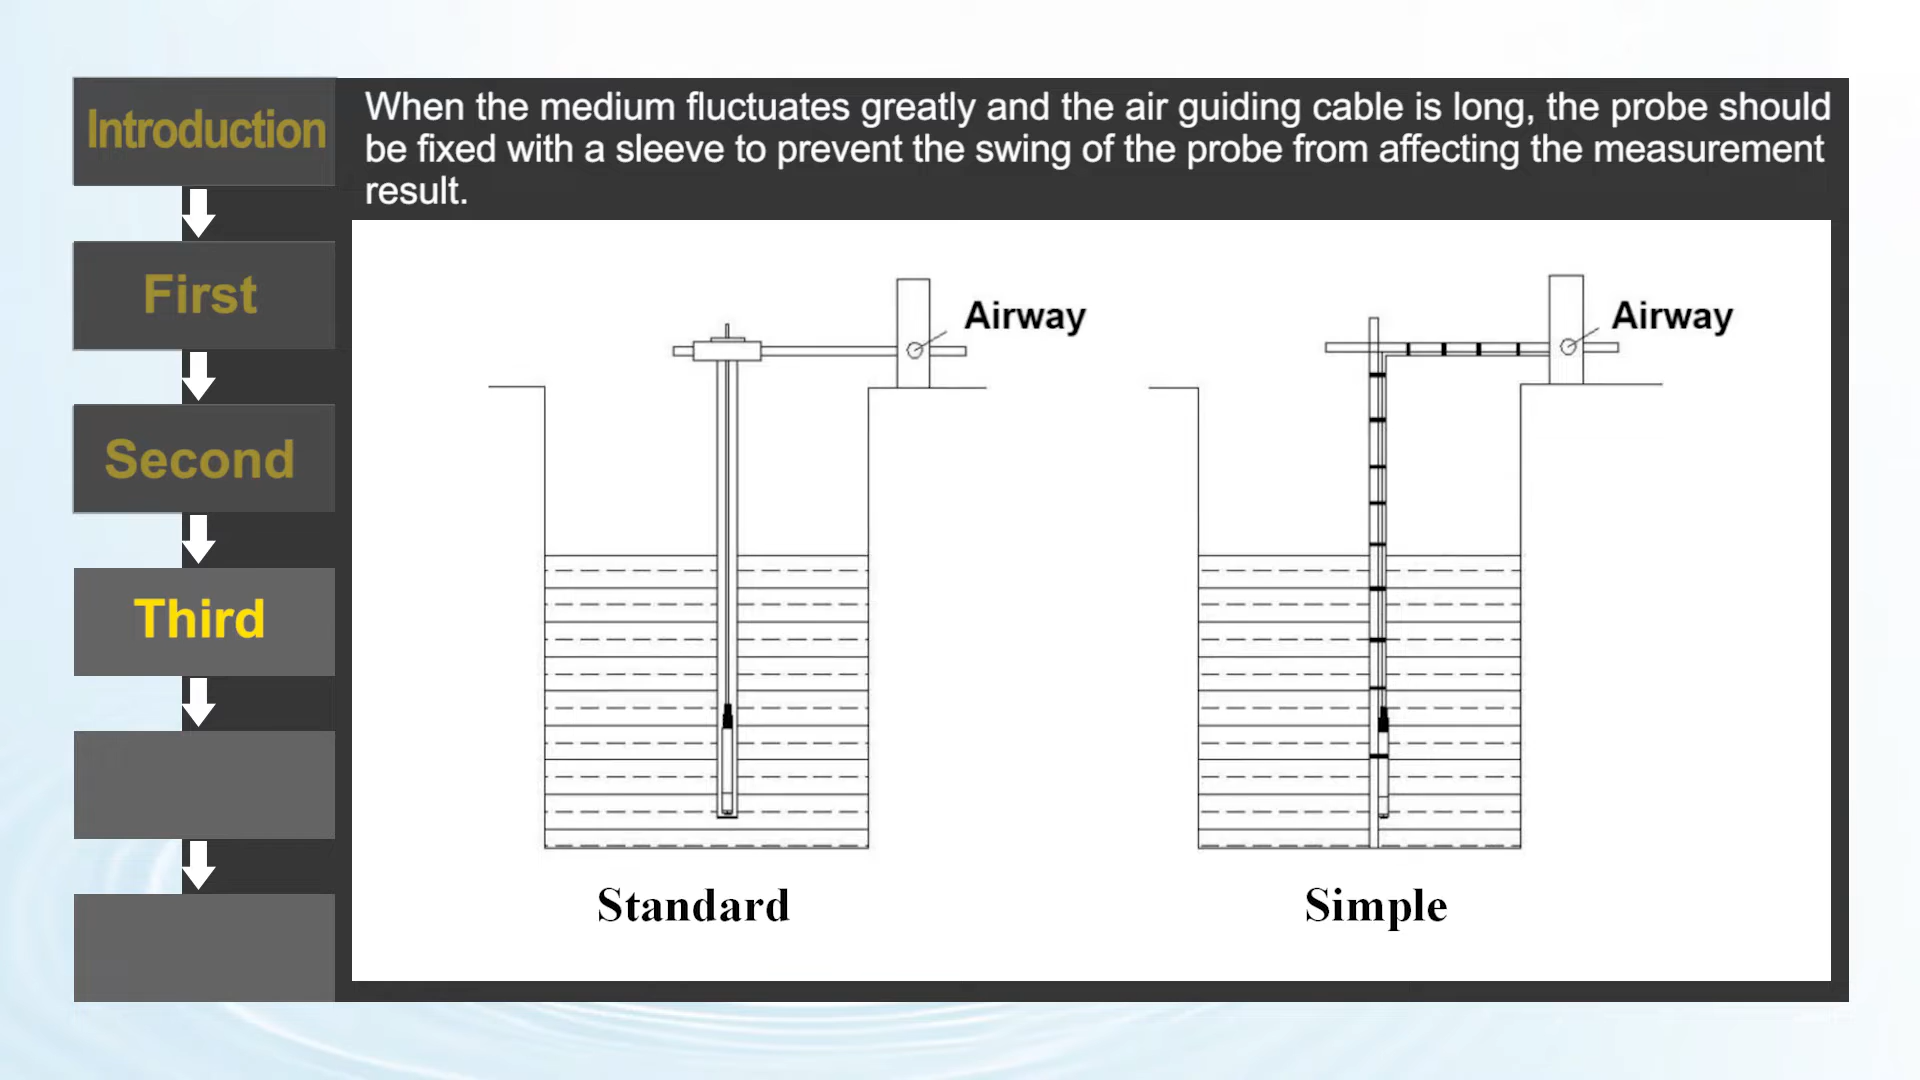 Introduction
First
Second
Third
When the medium fluctuates greatly and the air guiding cable is long, the probe should
be fixed with a sleeve to prevent the swing of the probe from affecting the measurement
result.
Airway
Airway
Standard
Simple